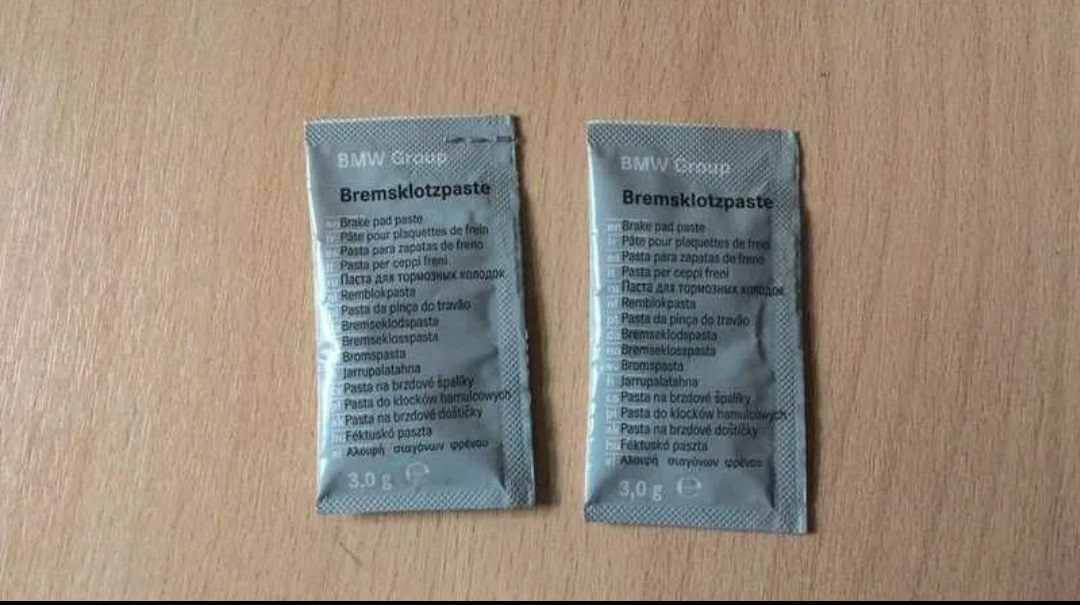 BMW Group
Bremsklotzpaste
Brake pad paste
Pâte pour plaquettes de frein
Pasta para zapatas de freno
Pasta per ceppi freni
Паста для тормозных колодок
Remblokpasta
Pasta da pinça do travão
Bremseklodspasta
Bremseklosspasta
Bromspasta
Jarrupalatahna
Pasta na brzdové špalíky
Pasta do klocków hamulcowych
Pasta na brzdové doštičky
Féktuskó paszta
Αλοιφή σιαγόνων φρένου
3,0 g ℮
BMW Group
Bremsklotzpaste
Brake pad paste
Pâte pour plaquettes de frein
Pasta para zapatas de freno
Pasta per ceppi freni
Паста для тормозных колодок
Remblokpasta
Pasta da pinça do travão
Bremseklodspasta
Bremseklosspasta
Bromspasta
Jarrupalatahna
Pasta na brzdové špalíky
Pasta do klocków hamulcowych
Pasta na brzdové doštičky
Féktuskó paszta
Αλοιφή σιαγόνων φρένου
3,0 g ℮